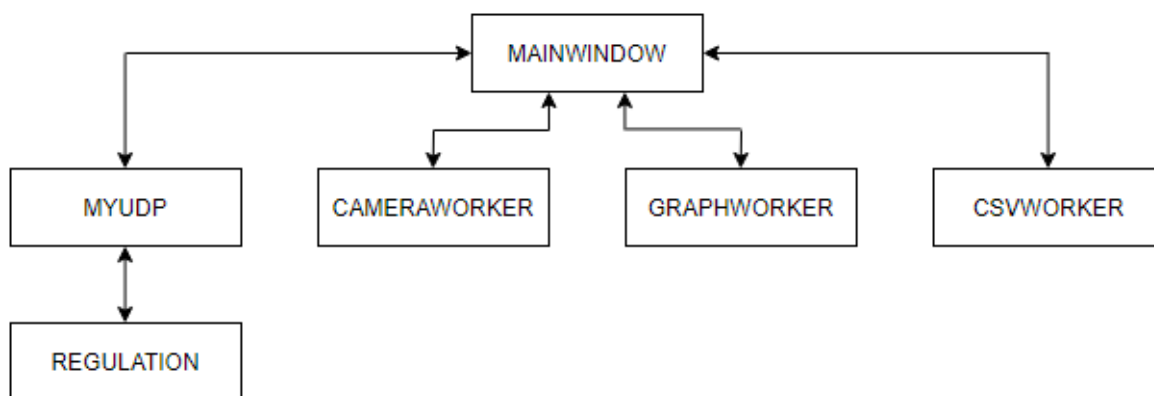 MAINWINDOW
MYUDP
CAMERAWORKER
GRAPHWORKER
CSVWORKER
REGULATION